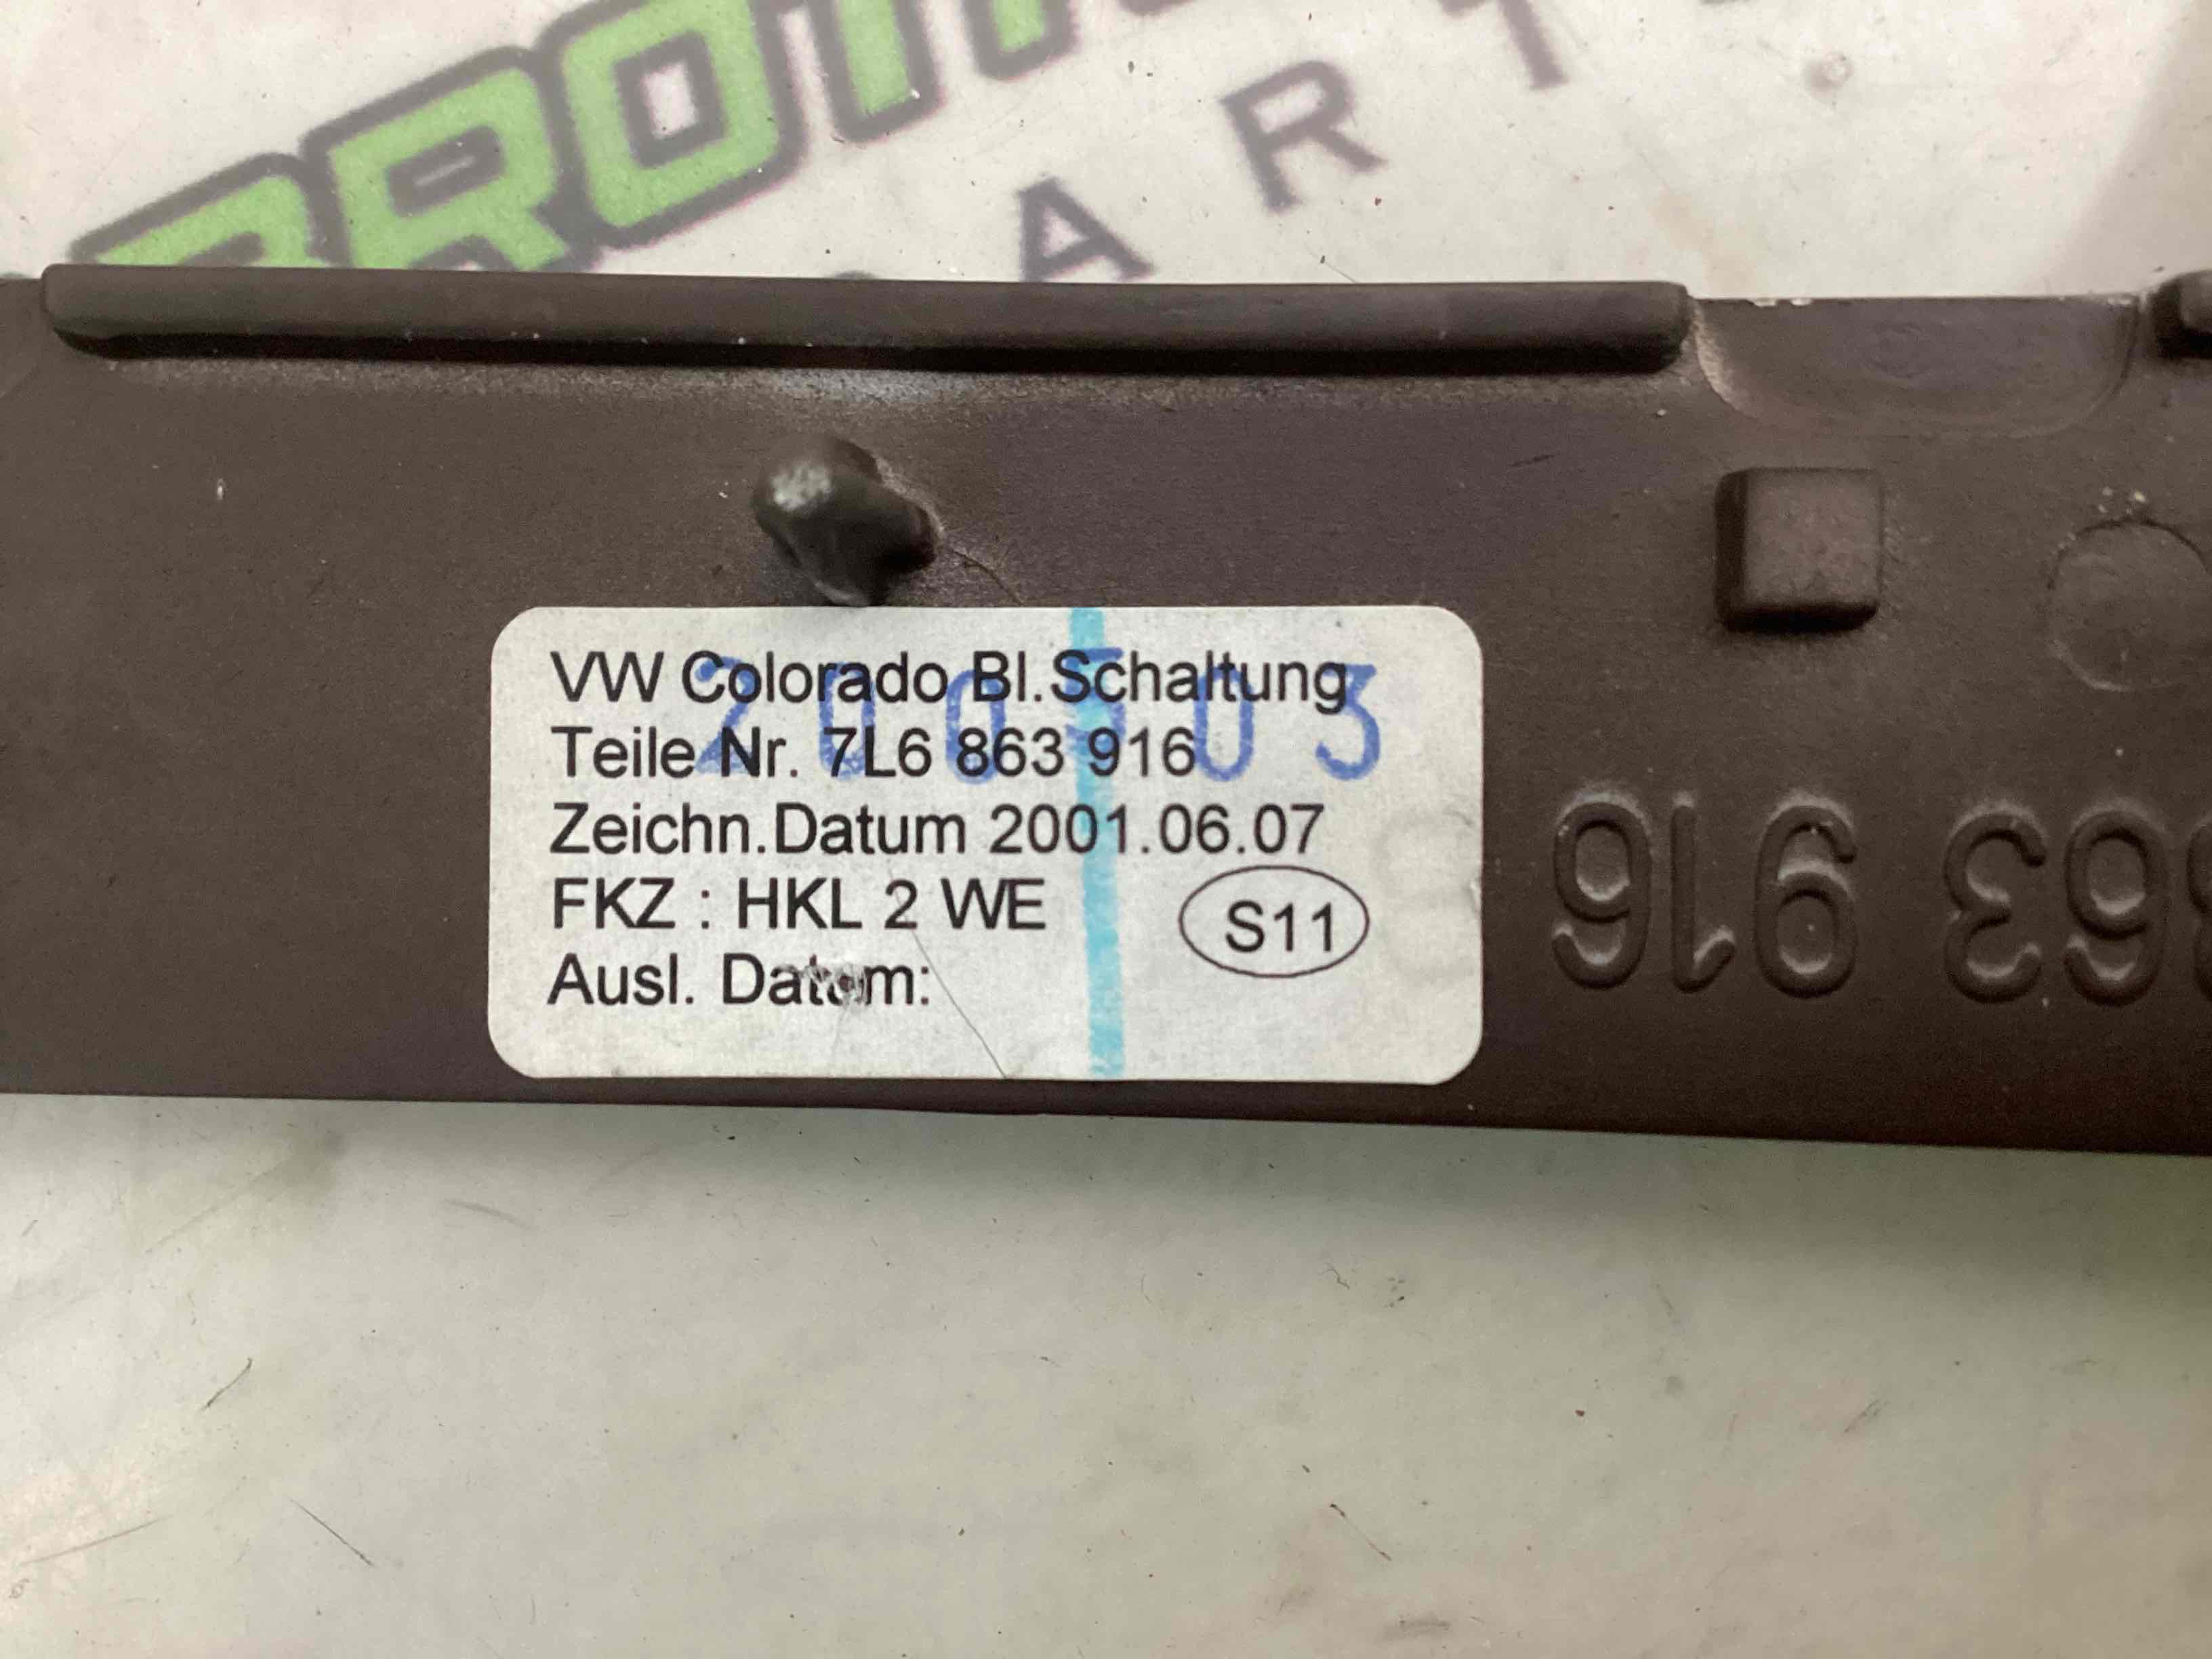 VW Colorado Bl.Schaltung
200303
Teile Nr. 7L6 863 916
Zeichn.Datum 2001.06.07
FKZ : HKL 2 WE
S11
Ausl. Datum:
863 916